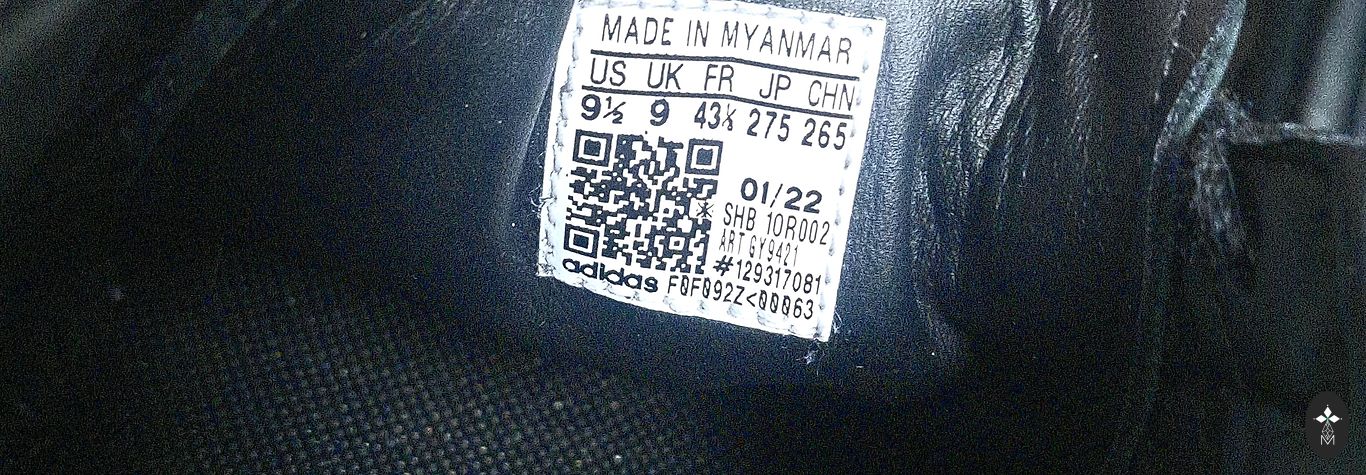 MADE IN MYANMAR
US UK FR JP CHN
9½ 9 43⅓ 275 265
01/22
SHB 10R002
ART GY9421
#129317081
adidas F0F092Z<00063
M